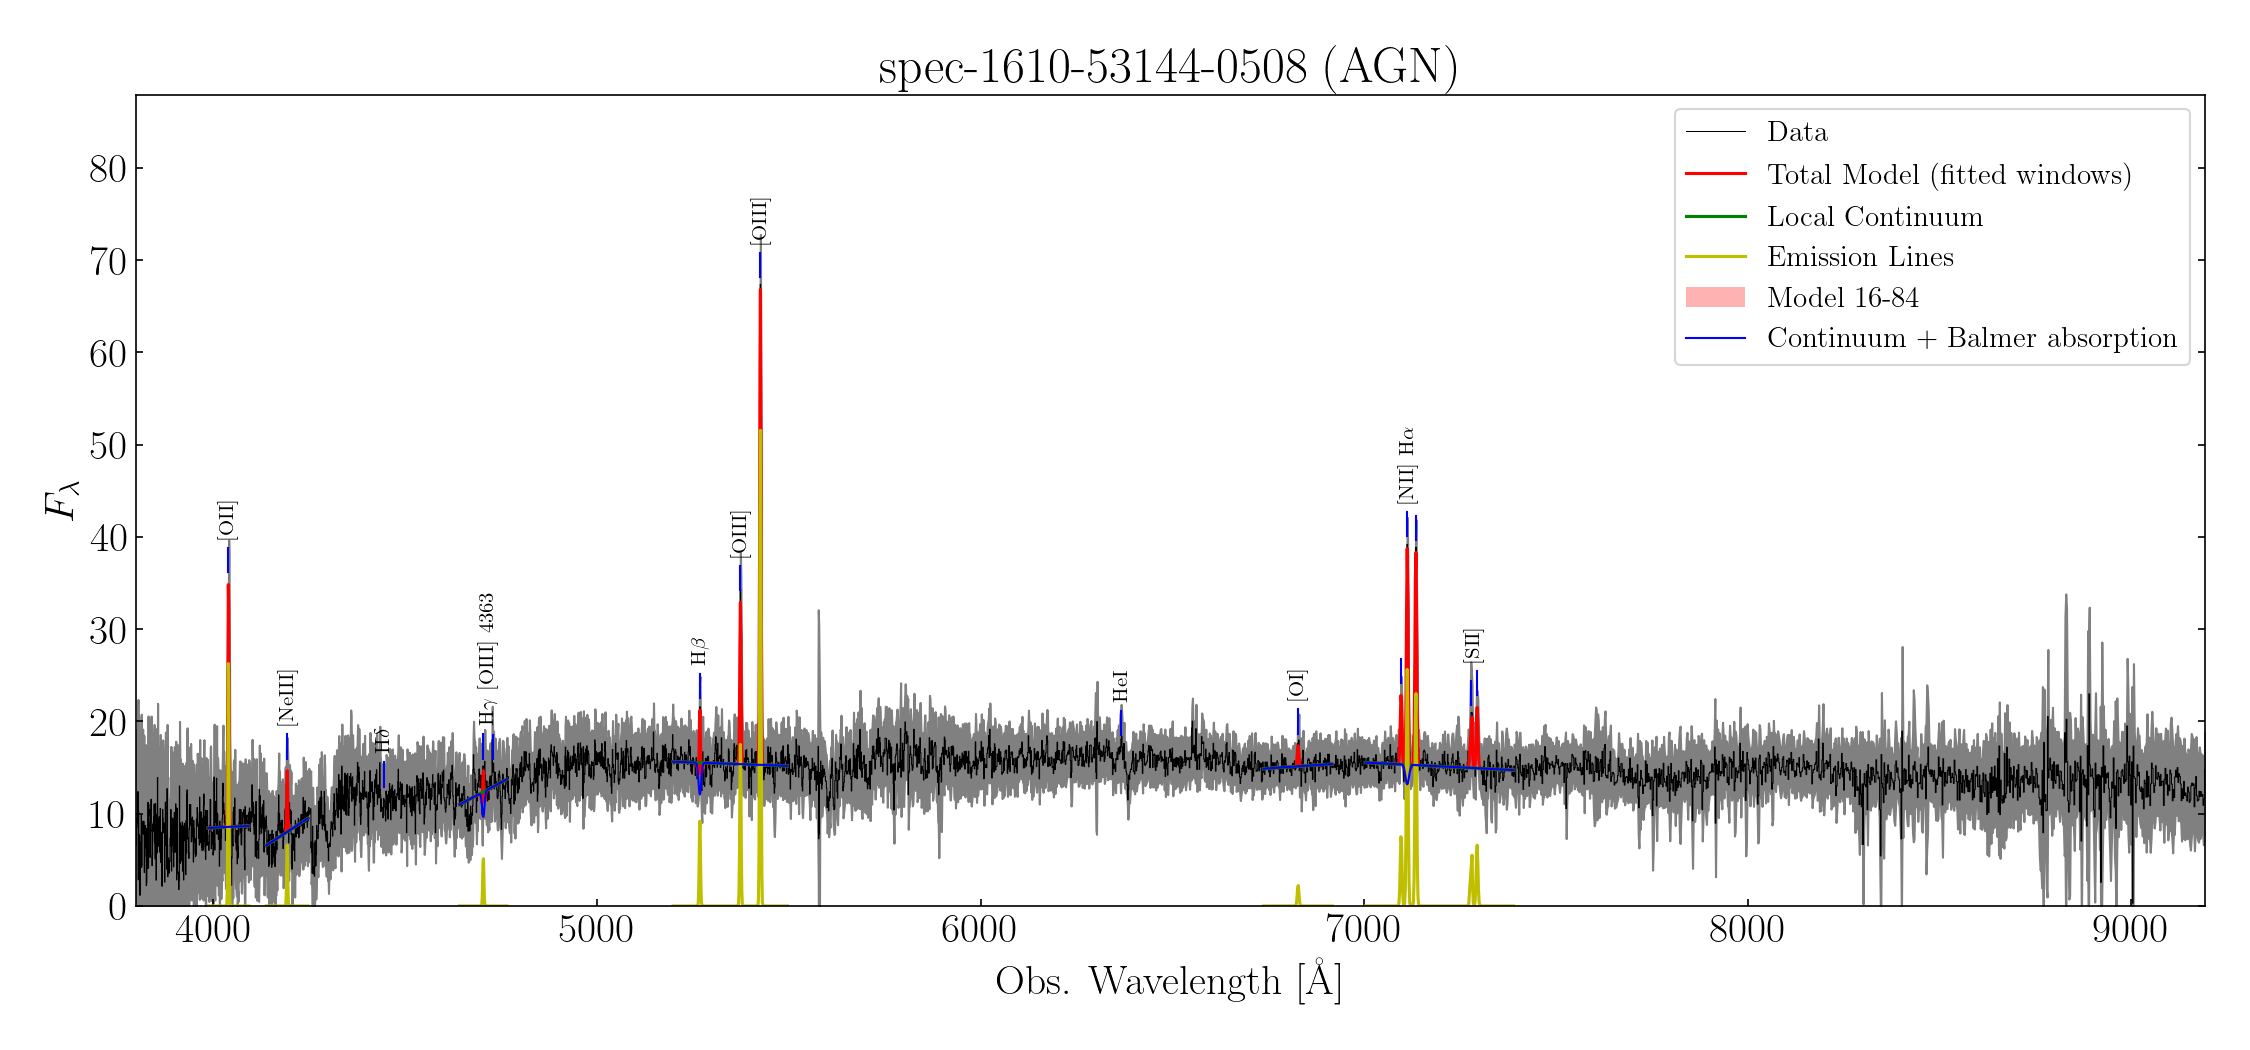 spec-1610-53144-0508 (AGN)
Data
Total Model (fitted windows)
Local Continuum
Emission Lines
Model 16-84
Continuum + Balmer absorption
[OII]
[NeIII]
Hδ
Hγ [OIII] 4363
Hβ
[OIII]
[OIII]
HeI
[OI]
[NII] Hα
[SII]
F_λ
80
70
60
50
40
30
20
10
0
4000
5000
6000
7000
8000
9000
Obs. Wavelength [Å]